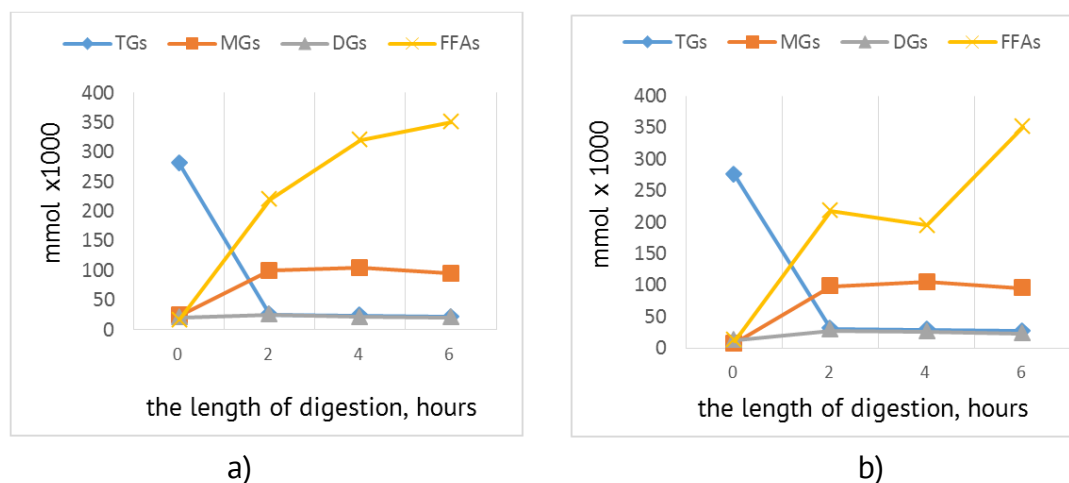 TGs MGs DGs FFAs
400
350
300
250
200
150
100
50
0
mmol x1000
0 2 4 6
the length of digestion, hours
a)
TGs MGs DGs FFAs
400
350
300
250
200
150
100
50
0
mmol x 1000
0 2 4 6
the length of digestion, hours
b)